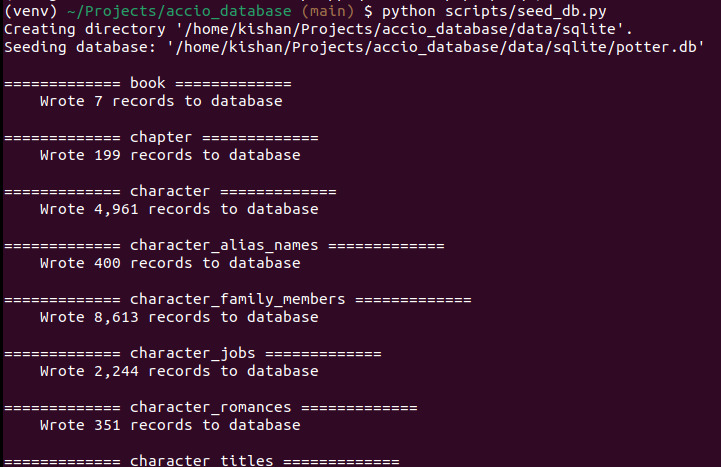 (venv) ~/Projects/accio_database (main) $ python scripts/seed_db.py
Creating directory '/home/kishan/Projects/accio_database/data/sqlite'.
Seeding database: '/home/kishan/Projects/accio_database/data/sqlite/potter.db'
============= book =============
Wrote 7 records to database
============= chapter =============
Wrote 199 records to database
============= character =============
Wrote 4,961 records to database
============= character_alias_names =============
Wrote 400 records to database
============= character_family_members =============
Wrote 8,613 records to database
============= character_jobs =============
Wrote 2,244 records to database
============= character_romances =============
Wrote 351 records to database
============= character_titles =============